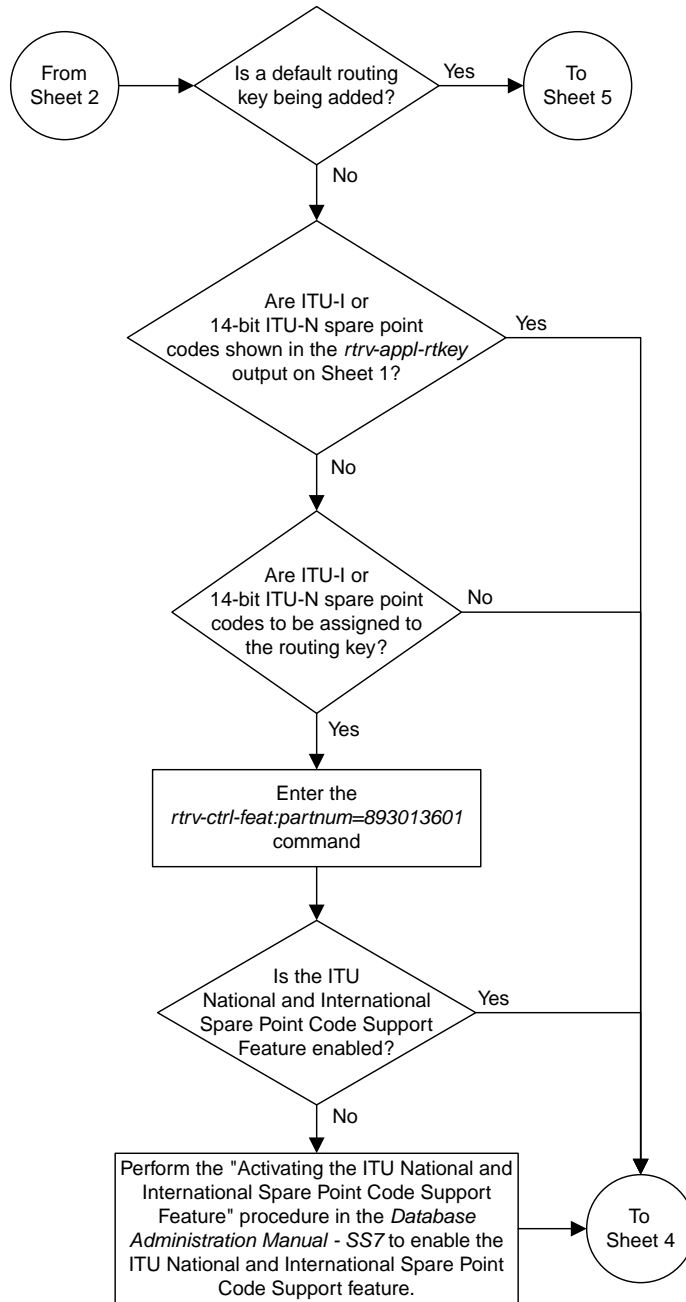 From
Sheet 2
Is a default routing
key being added?
Yes
To
Sheet 5
No
Are ITU-I or
14-bit ITU-N spare point
codes shown in the rtrv-appl-rtkey
output on Sheet 1?
Yes
No
Are ITU-I or
14-bit ITU-N spare point
codes to be assigned to
the routing key?
No
Yes
Enter the
rtrv-ctrl-feat:partnum=893013601
command
Is the ITU
National and International
Spare Point Code Support
Feature enabled?
Yes
No
Perform the "Activating the ITU National and
International Spare Point Code Support
Feature" procedure in the Database
Administration Manual - SS7 to enable the
ITU National and International Spare Point
Code Support feature.
To
Sheet 4